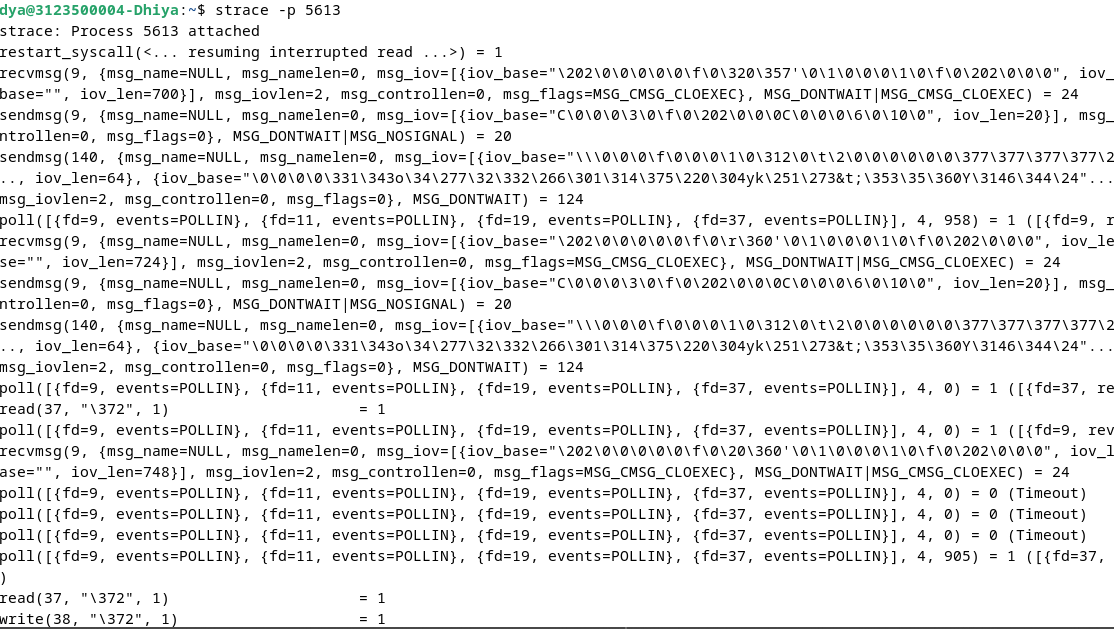 dya@3123500004-Dhiya:~$ strace -p 5613
strace: Process 5613 attached
restart_syscall(<... resuming interrupted read ...>) = 1
recvmsg(9, {msg_name=NULL, msg_namelen=0, msg_iov=[{iov_base="\202\0\0\0\0\0\f\0\320\357'\0\1\0\0\0\1\0\f\0\202\0\0\0", iov_
base="", iov_len=700}], msg_iovlen=2, msg_controllen=0, msg_flags=MSG_CMSG_CLOEXEC}, MSG_DONTWAIT|MSG_CMSG_CLOEXEC) = 24
sendmsg(9, {msg_name=NULL, msg_namelen=0, msg_iov=[{iov_base="C\0\0\0\3\0\f\0\202\0\0\0C\0\0\0\6\0\10\0", iov_len=20}], msg_
ntrollen=0, msg_flags=0}, MSG_DONTWAIT|MSG_NOSIGNAL) = 20
sendmsg(140, {msg_name=NULL, msg_namelen=0, msg_iov=[{iov_base="\\\0\0\0\f\0\0\0\1\0\312\0\t\2\0\0\0\0\0\0\377\377\377\377\2
.., iov_len=64}, {iov_base="\0\0\0\0\331\343o\34\277\32\332\266\301\314\375\220\304yk\251\273&t;\353\35\360Y\3146\344\24"...
msg_iovlen=2, msg_controllen=0, msg_flags=0}, MSG_DONTWAIT) = 124
poll([{fd=9, events=POLLIN}, {fd=11, events=POLLIN}, {fd=19, events=POLLIN}, {fd=37, events=POLLIN}], 4, 958) = 1 ([{fd=9, r
recvmsg(9, {msg_name=NULL, msg_namelen=0, msg_iov=[{iov_base="\202\0\0\0\0\0\f\0\r\360'\0\1\0\0\0\1\0\f\0\202\0\0\0", iov_le
se="", iov_len=724}], msg_iovlen=2, msg_controllen=0, msg_flags=MSG_CMSG_CLOEXEC}, MSG_DONTWAIT|MSG_CMSG_CLOEXEC) = 24
sendmsg(9, {msg_name=NULL, msg_namelen=0, msg_iov=[{iov_base="C\0\0\0\3\0\f\0\202\0\0\0C\0\0\0\6\0\10\0", iov_len=20}], msg_
ntrollen=0, msg_flags=0}, MSG_DONTWAIT|MSG_NOSIGNAL) = 20
sendmsg(140, {msg_name=NULL, msg_namelen=0, msg_iov=[{iov_base="\\\0\0\0\f\0\0\0\1\0\312\0\t\2\0\0\0\0\0\0\377\377\377\377\2
.., iov_len=64}, {iov_base="\0\0\0\0\331\343o\34\277\32\332\266\301\314\375\220\304yk\251\273&t;\353\35\360Y\3146\344\24"...
msg_iovlen=2, msg_controllen=0, msg_flags=0}, MSG_DONTWAIT) = 124
poll([{fd=9, events=POLLIN}, {fd=11, events=POLLIN}, {fd=19, events=POLLIN}, {fd=37, events=POLLIN}], 4, 0) = 1 ([{fd=37, re
read(37, "\372", 1)                     = 1
poll([{fd=9, events=POLLIN}, {fd=11, events=POLLIN}, {fd=19, events=POLLIN}, {fd=37, events=POLLIN}], 4, 0) = 1 ([{fd=9, rev
recvmsg(9, {msg_name=NULL, msg_namelen=0, msg_iov=[{iov_base="\202\0\0\0\0\0\f\0\20\360'\0\1\0\0\0\1\0\f\0\202\0\0\0", iov_l
ase="", iov_len=748}], msg_iovlen=2, msg_controllen=0, msg_flags=MSG_CMSG_CLOEXEC}, MSG_DONTWAIT|MSG_CMSG_CLOEXEC) = 24
poll([{fd=9, events=POLLIN}, {fd=11, events=POLLIN}, {fd=19, events=POLLIN}, {fd=37, events=POLLIN}], 4, 0) = 0 (Timeout)
poll([{fd=9, events=POLLIN}, {fd=11, events=POLLIN}, {fd=19, events=POLLIN}, {fd=37, events=POLLIN}], 4, 0) = 0 (Timeout)
poll([{fd=9, events=POLLIN}, {fd=11, events=POLLIN}, {fd=19, events=POLLIN}, {fd=37, events=POLLIN}], 4, 0) = 0 (Timeout)
poll([{fd=9, events=POLLIN}, {fd=11, events=POLLIN}, {fd=19, events=POLLIN}, {fd=37, events=POLLIN}], 4, 905) = 1 ([{fd=37,
)
read(37, "\372", 1)                     = 1
write(38, "\372", 1)                    = 1